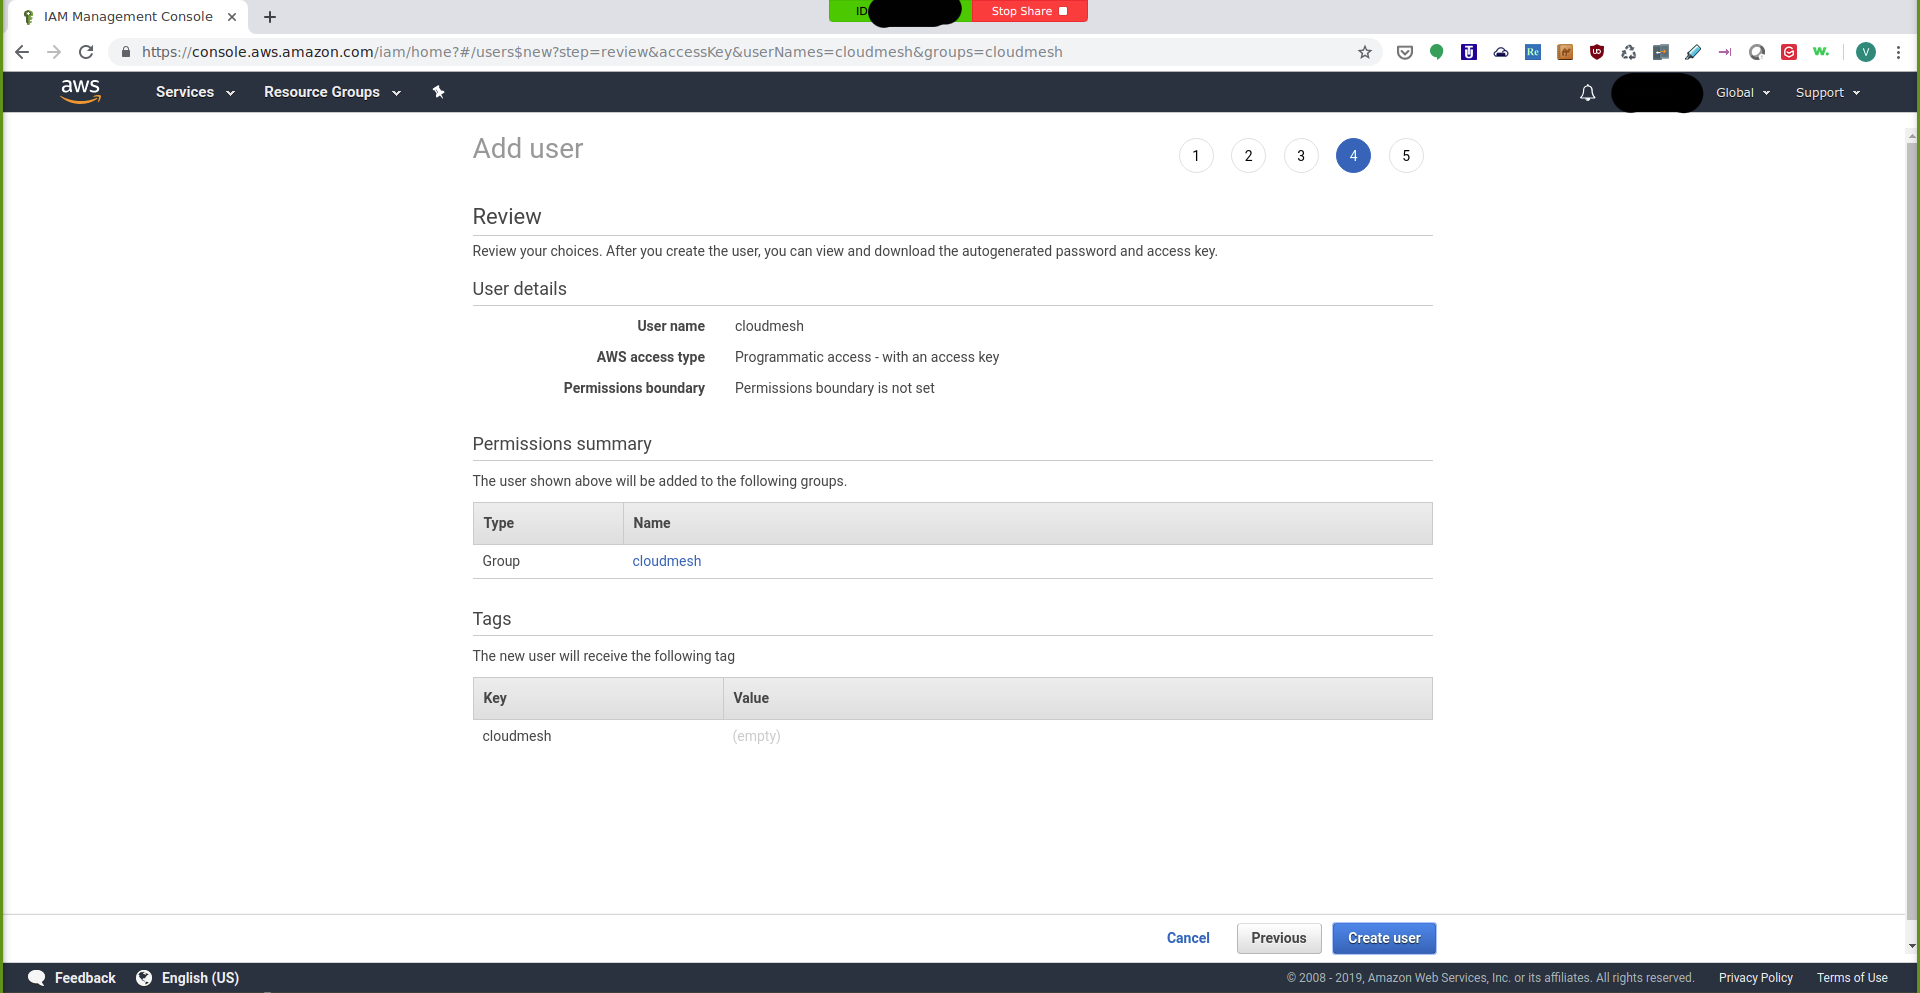 IAM Management Console
ID
Stop Share
https://console.aws.amazon.com/iam/home?#/users$new?step=review&accessKey&userNames=cloudmesh&groups=cloudmesh
Re
UD
G
w.
V
aws
Services
Resource Groups
Global
Support
Add user
1 2 3 4 5
Review
Review your choices. After you create the user, you can view and download the autogenerated password and access key.
User details
User name cloudmesh
AWS access type Programmatic access - with an access key
Permissions boundary Permissions boundary is not set
Permissions summary
The user shown above will be added to the following groups.
Type Name
Group cloudmesh
Tags
The new user will receive the following tag
Key Value
cloudmesh (empty)
Cancel Previous Create user
Feedback English (US) © 2008 - 2019, Amazon Web Services, Inc. or its affiliates. All rights reserved. Privacy Policy Terms of Use